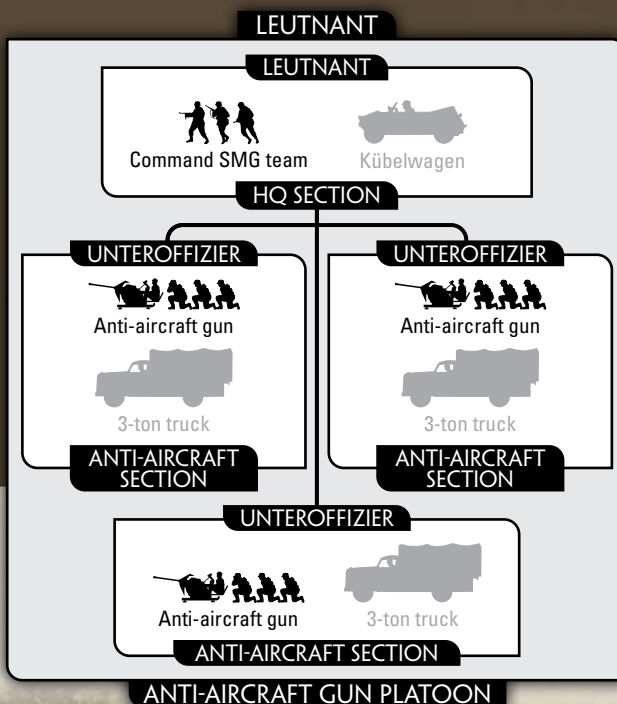 LEUTNANT
LEUTNANT
Command SMG team
Kübelwagen
HQ SECTION
UNTEROFFIZIER
Anti-aircraft gun
3-ton truck
ANTI-AIRCRAFT
SECTION
UNTEROFFIZIER
Anti-aircraft gun
3-ton truck
ANTI-AIRCRAFT
SECTION
UNTEROFFIZIER
Anti-aircraft gun
3-ton truck
ANTI-AIRCRAFT SECTION
ANTI-AIRCRAFT GUN PLATOON